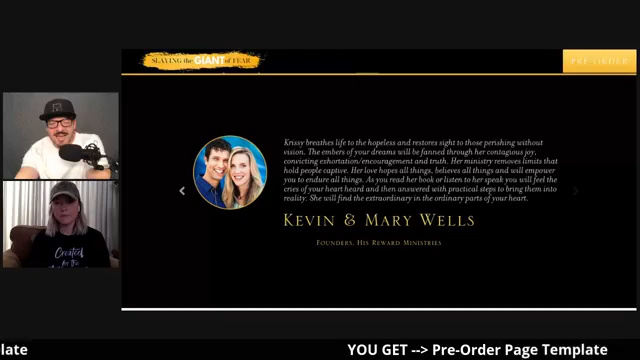 SLAYING the GIANT of FEAR
PRE-ORDER
Krissy breathes life to the hopeless and restores sight to those perishing without
vision. The embers of your dreams will be fanned through her contagious joy,
convicting exhortation/encouragement and truth. Her ministry removes limits that
hold people captive. Her love hopes all things, believes all things and will empower
you to endure all things. As you read her book or listen to her speak you will feel the
cries of your heart heard and then answered with practical steps to bring them into
reality. She will find the extraordinary in the ordinary parts of your heart.
KEVIN & MARY WELLS
FOUNDERS, HIS REWARD MINISTRIES
Created
late
YOU GET --> Pre-Order Page Template